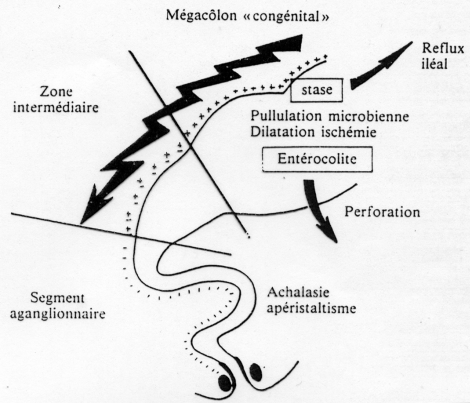 Mégacôlon «congénital»
Reflux
iléal
Zone
intermédiaire
stase
Pullulation microbienne
Dilatation ischémie
Entérocolite
Perforation
Segment
aganglionnaire
Achalasie
apéristaltisme